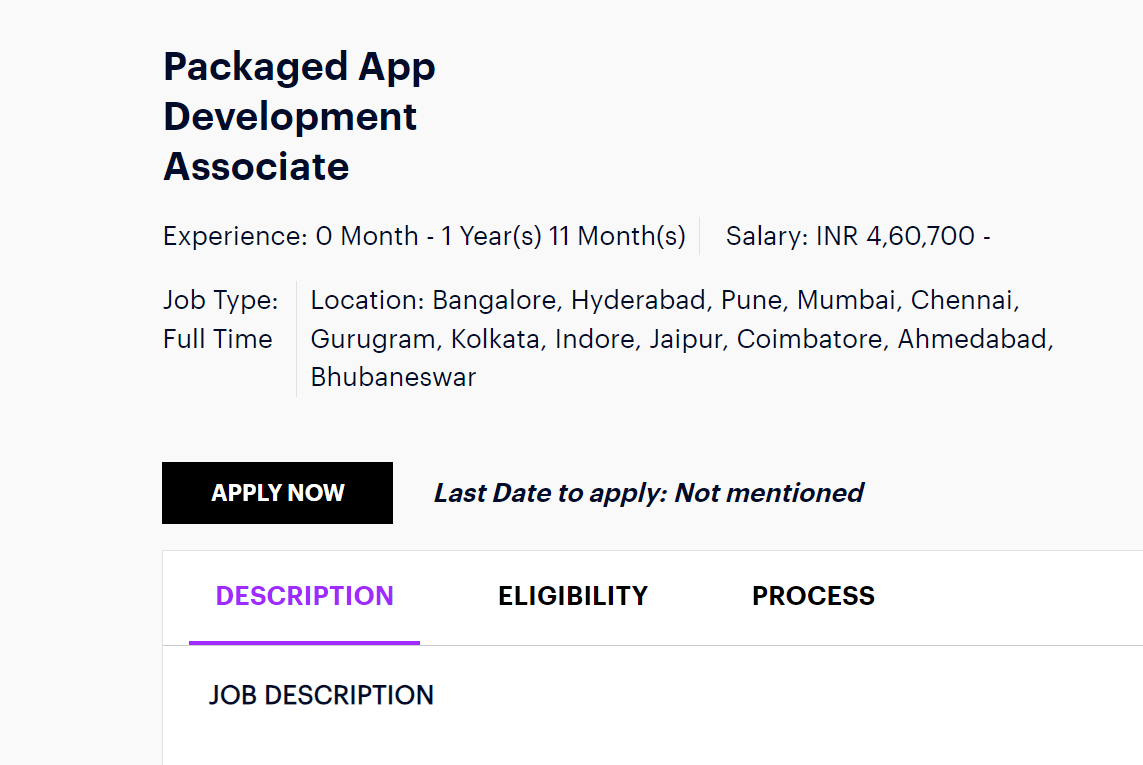 Packaged App
Development
Associate
Experience: 0 Month - 1 Year(s) 11 Month(s)
Salary: INR 4,60,700 -
Job Type:
Full Time
Location: Bangalore, Hyderabad, Pune, Mumbai, Chennai,
Gurugram, Kolkata, Indore, Jaipur, Coimbatore, Ahmedabad,
Bhubaneswar
APPLY NOW
Last Date to apply: Not mentioned
DESCRIPTION
ELIGIBILITY
PROCESS
JOB DESCRIPTION